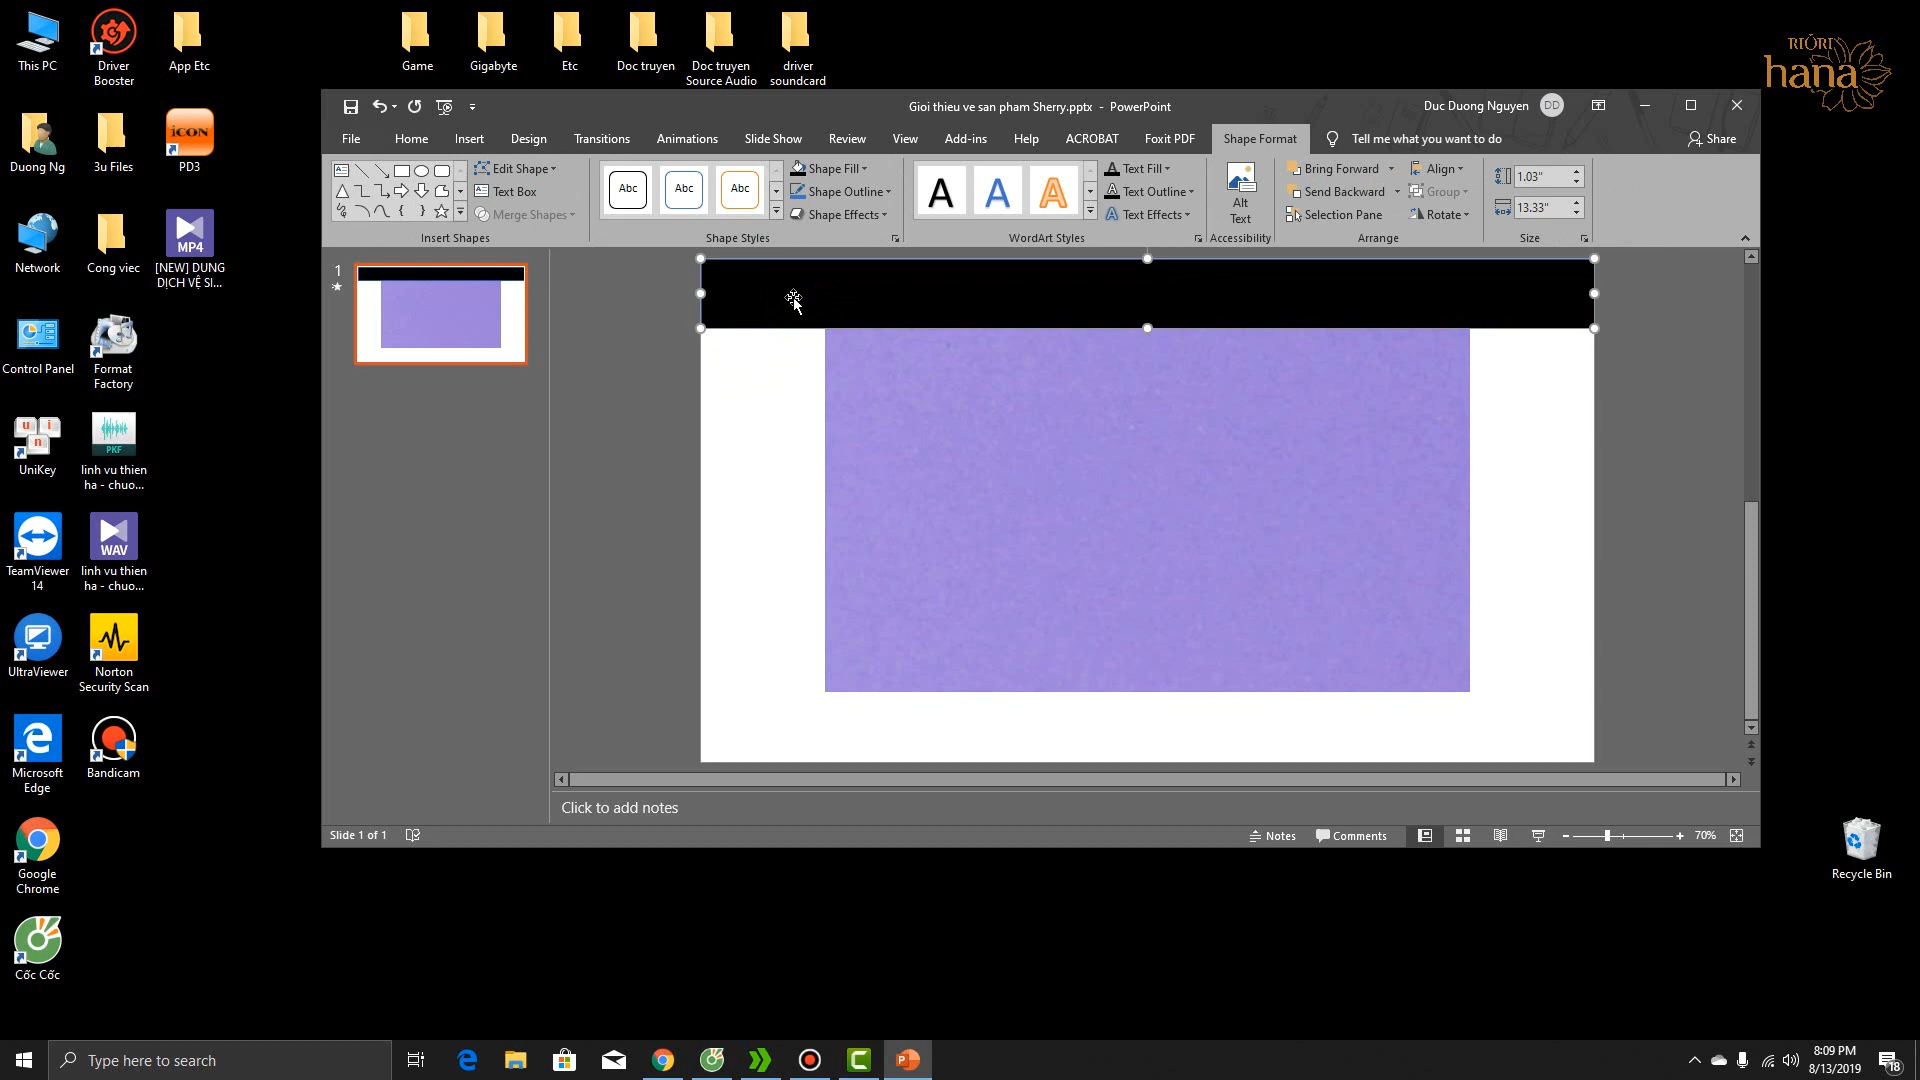 This PC
Driver
Booster
App Etc
Game
Gigabyte
Etc
Doc truyen
Doc truyen
Source Audio
driver
soundcard
RIORI
hana
Duong Ng
3u Files
iCON
PD3
Network
Cong viec
MP4
[NEW] DUNG
DỊCH VỆ SI...
Control Panel
Format
Factory
u i
n
UniKey
PKF
linh vu thien
ha - chuo...
TeamViewer
14
WAV
linh vu thien
ha - chuo...
UltraViewer
Norton
Security Scan
Microsoft
Edge
Bandicam
Google
Chrome
Cốc Cốc
Recycle Bin
Gioi thieu ve san pham Sherry.pptx - PowerPoint
Duc Duong Nguyen
DD
File
Home
Insert
Design
Transitions
Animations
Slide Show
Review
View
Add-ins
Help
ACROBAT
Foxit PDF
Shape Format
Tell me what you want to do
Share
Edit Shape
Text Box
Merge Shapes
Insert Shapes
Abc
Abc
Abc
Shape Fill
Shape Outline
Shape Effects
Shape Styles
A
A
A
Text Fill
Text Outline
Text Effects
WordArt Styles
Alt
Text
Accessibility
Bring Forward
Send Backward
Selection Pane
Align
Group
Rotate
Arrange
1.03"
13.33"
Size
1
Click to add notes
Slide 1 of 1
Notes
Comments
70%
Type here to search
8:09 PM
8/13/2019
18